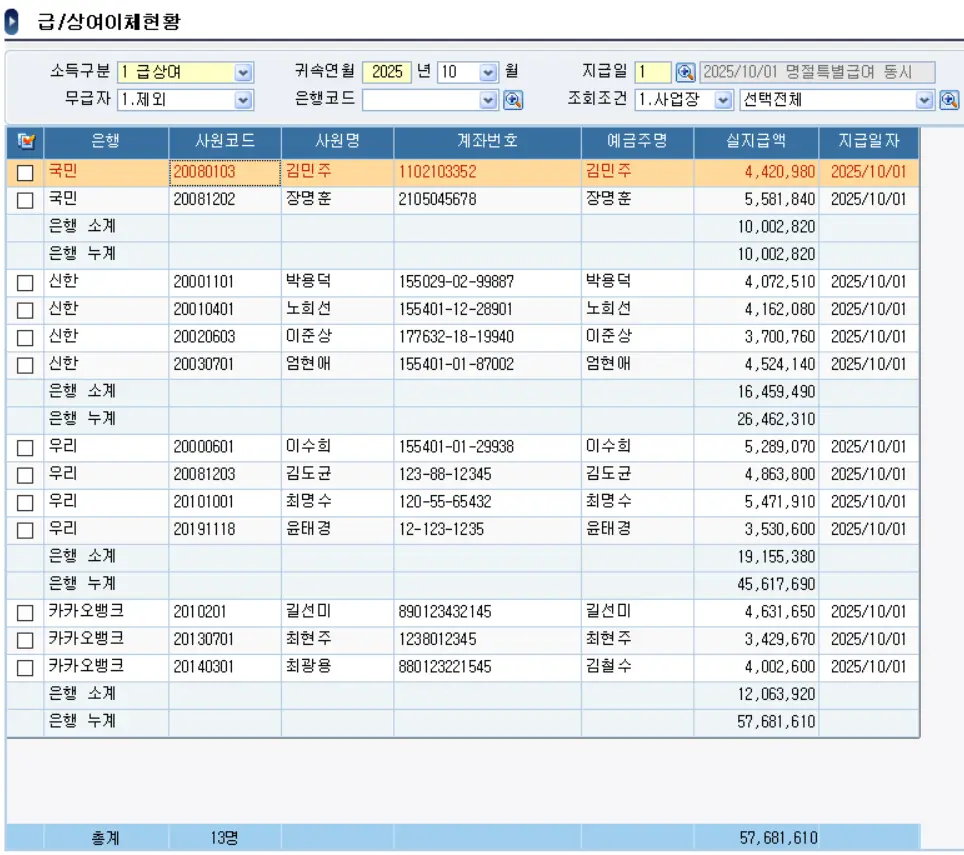 급/상여이체현황
소득구분 1 급상여 귀속연월 2025 년 10 월 지급일 1 2025/10/01 명절특별급여 동시
무급자 1.제외 은행코드 조회조건 1.사업장 선택전체
은행 사원코드 사원명 계좌번호 예금주명 실지급액 지급일자
국민 20080103 김민주 1102103352 김민주 4,420,980 2025/10/01
국민 20081202 장명훈 2105045678 장명훈 5,581,840 2025/10/01
은행 소계 10,002,820
은행 누계 10,002,820
신한 20001101 박용덕 155029-02-99887 박용덕 4,072,510 2025/10/01
신한 20010401 노희선 155401-12-28901 노희선 4,162,080 2025/10/01
신한 20020603 이준상 177632-18-19940 이준상 3,700,760 2025/10/01
신한 20030701 엄현애 155401-01-87002 엄현애 4,524,140 2025/10/01
은행 소계 16,459,490
은행 누계 26,462,310
우리 20000601 이수희 155401-01-29938 이수희 5,289,070 2025/10/01
우리 20081203 김도균 123-88-12345 김도균 4,863,800 2025/10/01
우리 20101001 최명수 120-55-65432 최명수 5,471,910 2025/10/01
우리 20191118 윤태경 12-123-1235 윤태경 3,530,600 2025/10/01
은행 소계 19,155,380
은행 누계 45,617,690
카카오뱅크 2010201 길선미 890123432145 길선미 4,631,650 2025/10/01
카카오뱅크 20130701 최현주 1238012345 최현주 3,429,670 2025/10/01
카카오뱅크 20140301 최광용 880123221545 김철수 4,002,600 2025/10/01
은행 소계 12,063,920
은행 누계 57,681,610
총계 13명 57,681,610